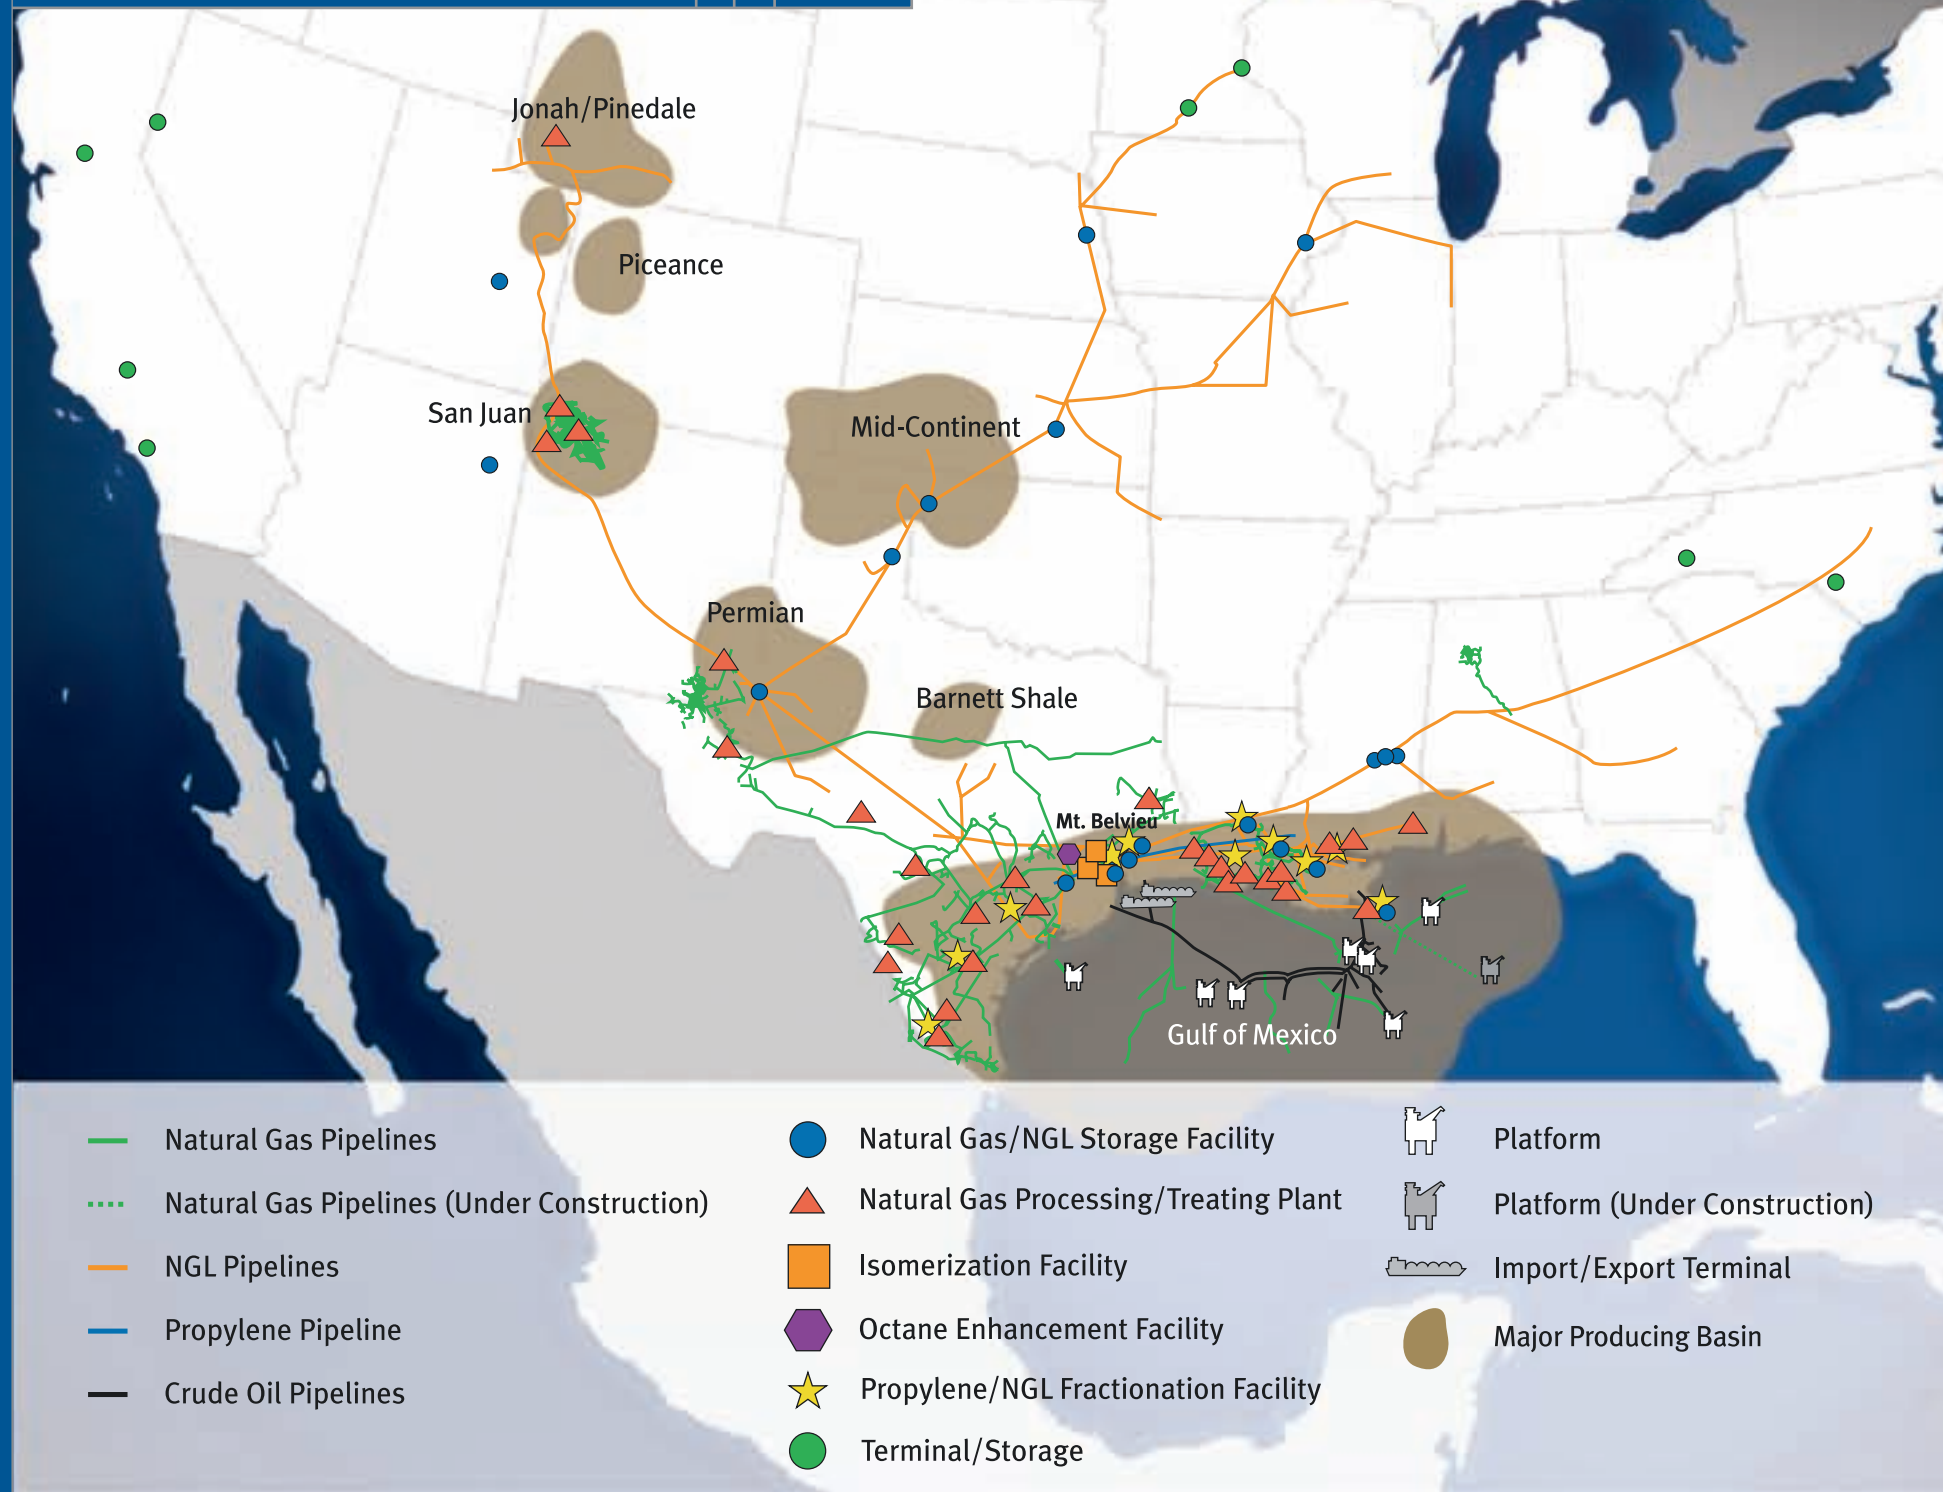 Jonah/Pinedale
Piceance
San Juan
Mid-Continent
Permian
Barnett Shale
Mt. Belvieu
Gulf of Mexico
Natural Gas Pipelines
Natural Gas Pipelines (Under Construction)
NGL Pipelines
Propylene Pipeline
Crude Oil Pipelines
Natural Gas/NGL Storage Facility
Natural Gas Processing/Treating Plant
Isomerization Facility
Octane Enhancement Facility
Propylene/NGL Fractionation Facility
Terminal/Storage
Platform
Platform (Under Construction)
Import/Export Terminal
Major Producing Basin